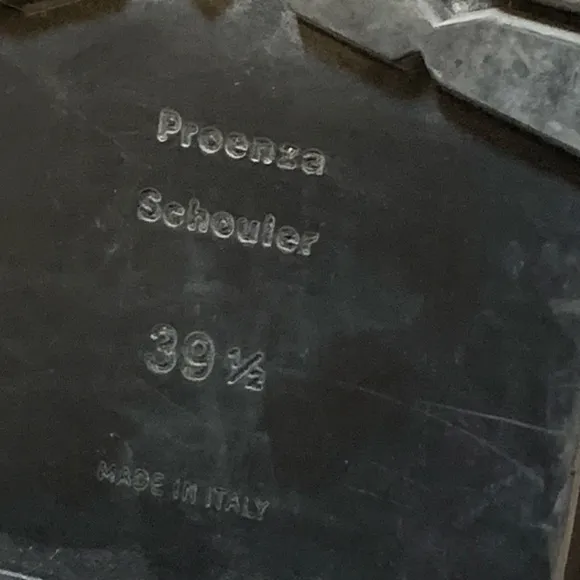 Proenza
Schouler
39 ½
MADE IN ITALY